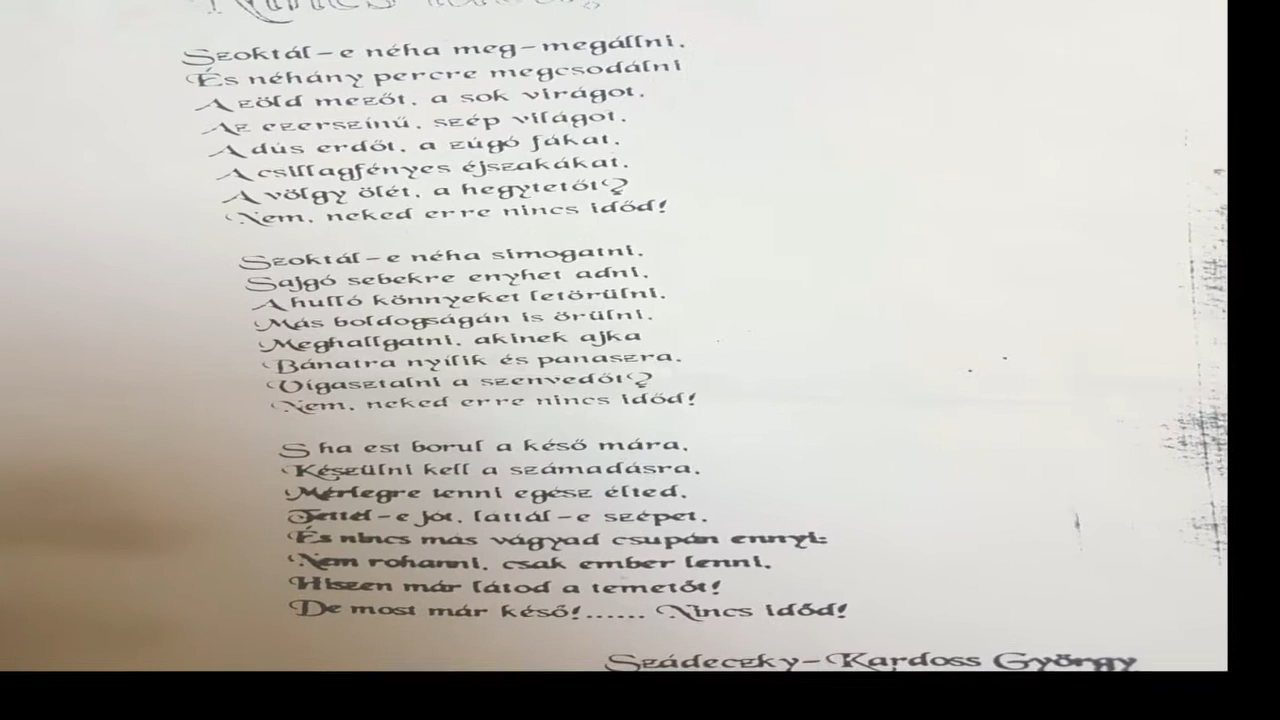 Nincs
Szoktál-e néha meg-megállni,
És néhány percre megcsodálni
A zöld mezőt, a sok virágot,
Az ezerszínű, szép világot,
A dús erdőt, a zúgó fákat,
A csillagfényes éjszakákat,
A völgy ölét, a hegytetőt?
Nem, neked erre nincs időd!
Szoktál-e néha simogatni,
Sajgó sebekre enyhet adni,
A hulló könnyeket letörülni,
Más boldogságán is örülni,
Meghallgatni, akinek ajka
Bánatra nyílik és panaszra,
Vígasztalni a szenvedőt?
Nem, neked erre nincs időd!
S ha est borul a késő mára,
Készülni kell a számadásra,
Mérlegre tenni egész élted,
Tettél-e jót, láttál-e szépet,
És nincs más vágyad csupán ennyi:
Nem rohanni, csak ember lenni,
Hiszen már látod a temetőt!
De most már késő!...... Nincs időd!
Szádeczky-Kardoss György